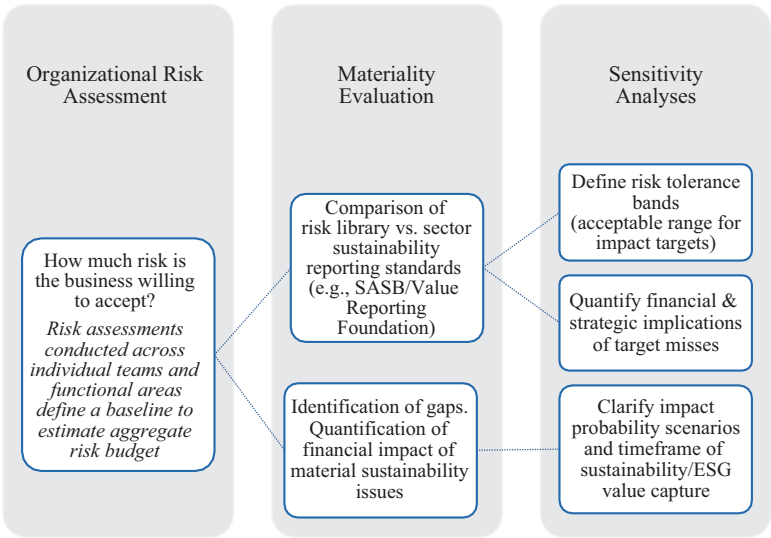 Organizational Risk
Assessment
How much risk is
the business willing
to accept?
Risk assessments
conducted across
individual teams and
functional areas
define a baseline to
estimate aggregate
risk budget
Materiality
Evaluation
Comparison of
risk library vs. sector
sustainability
reporting standards
(e.g., SASB/Value
Reporting
Foundation)
Identification of gaps.
Quantification of
financial impact of
material sustainability
issues
Sensitivity
Analyses
Define risk tolerance
bands
(acceptable range for
impact targets)
Quantify financial &
strategic implications
of target misses
Clarify impact
probability scenarios
and timeframe of
sustainability/ESG
value capture